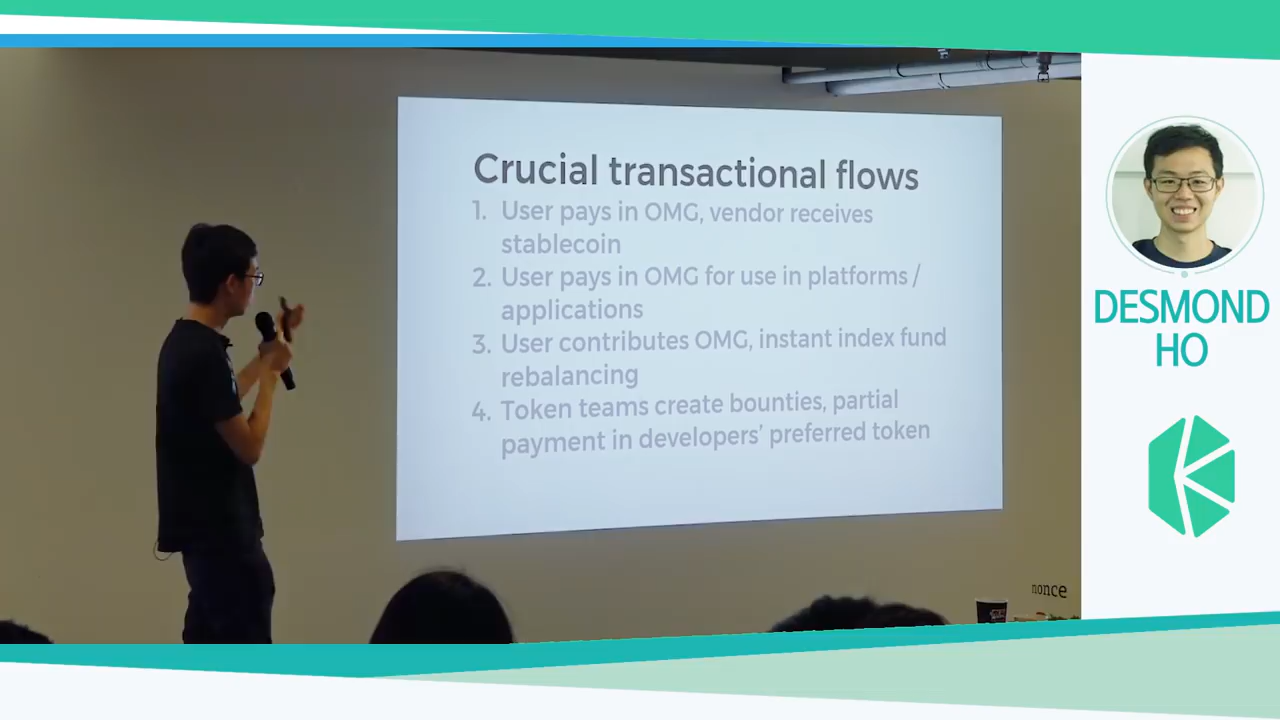 Crucial transactional flows
1. User pays in OMG, vendor receives
stablecoin
2. User pays in OMG for use in platforms /
applications
3. User contributes OMG, instant index fund
rebalancing
4. Token teams create bounties, partial
payment in developers’ preferred token
DESMOND
HO
nonce